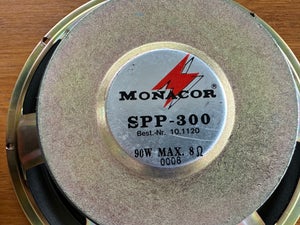 MONACOR®
SPP-300
Best.-Nr. 10.1120
90W MAX. 8Ω
0008